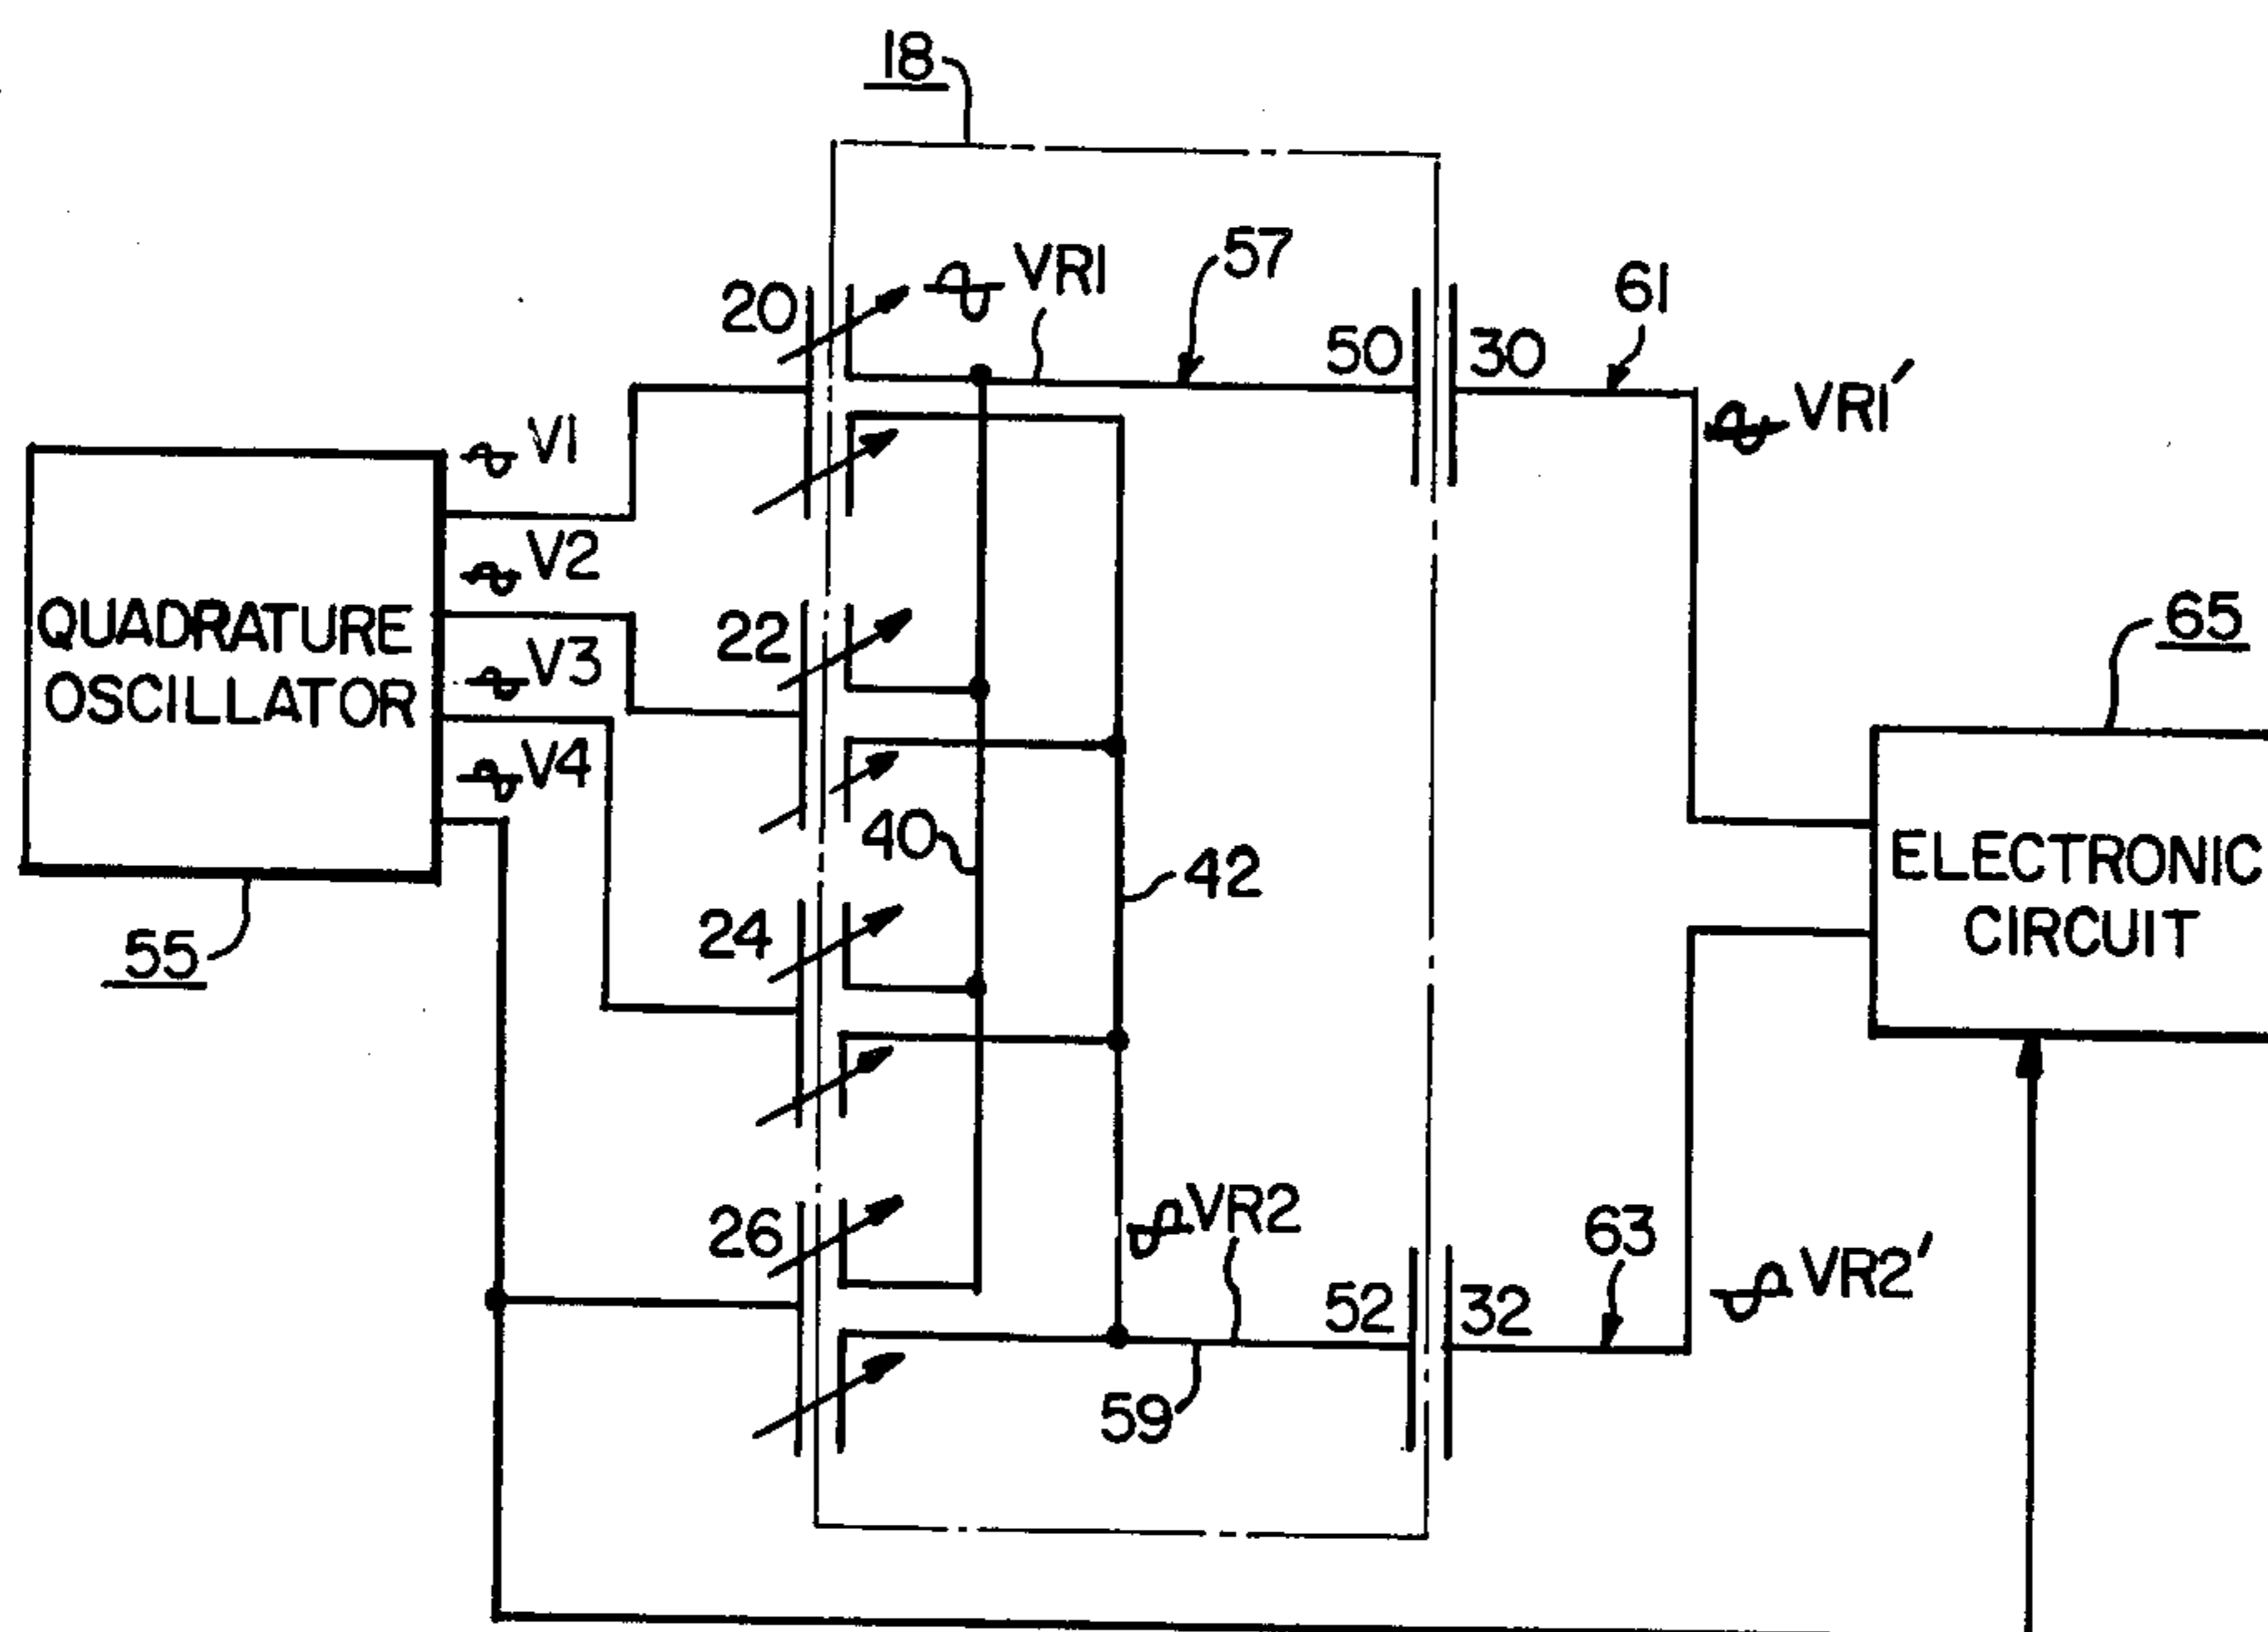 18
VR1
57
20
50
30
61
VR1'
V1
V2
QUADRATURE
OSCILLATOR
V3
V4
22
65
40
42
ELECTRONIC
CIRCUIT
55
24
26
VR2
52
32
63
VR2'
59